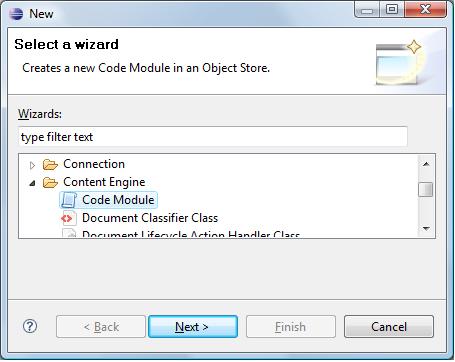 New
Select a wizard
Creates a new Code Module in an Object Store.
Wizards:
type filter text
Connection
Content Engine
Code Module
Document Classifier Class
Document Lifecycle Action Handler Class
? < Back Next > Finish Cancel